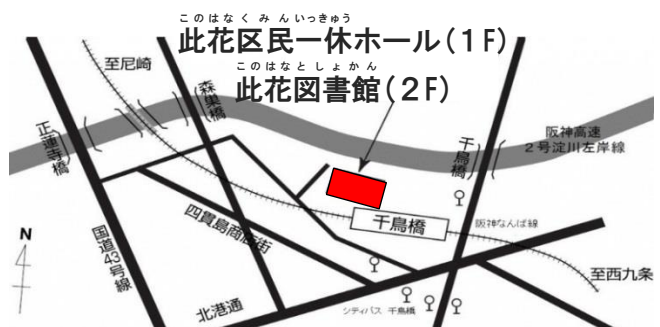 このはなくみんいっきゅう
此花区民一休ホール(1F)
このはなとしょかん
此花図書館(2F)
至尼崎
森巣橋
正蓮寺橋
千鳥橋
阪神高速
2号淀川左岸線
四貫島商店街
千鳥橋
阪神なんば線
国道43号線
N
至西九条
北港通
シティバス 千鳥橋